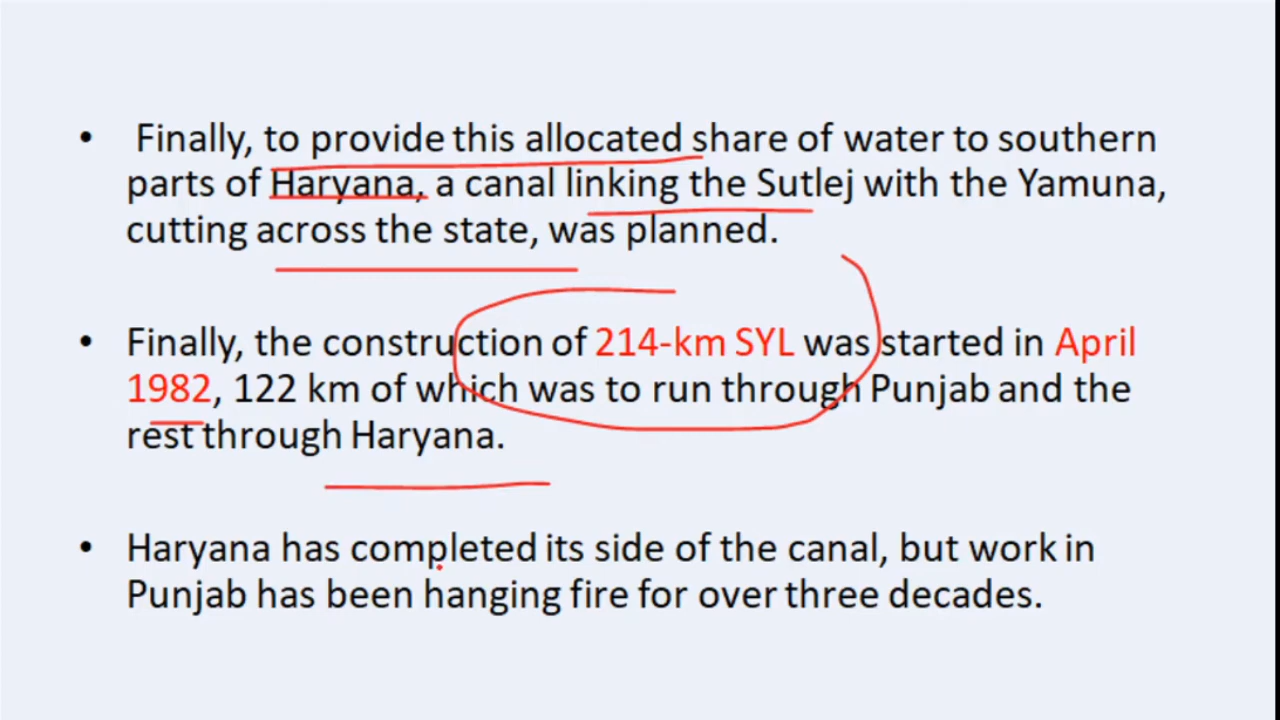 • Finally, to provide this allocated share of water to southern
parts of Haryana, a canal linking the Sutlej with the Yamuna,
cutting across the state, was planned.
• Finally, the construction of 214-km SYL was started in April
1982, 122 km of which was to run through Punjab and the
rest through Haryana.
• Haryana has completed its side of the canal, but work in
Punjab has been hanging fire for over three decades.